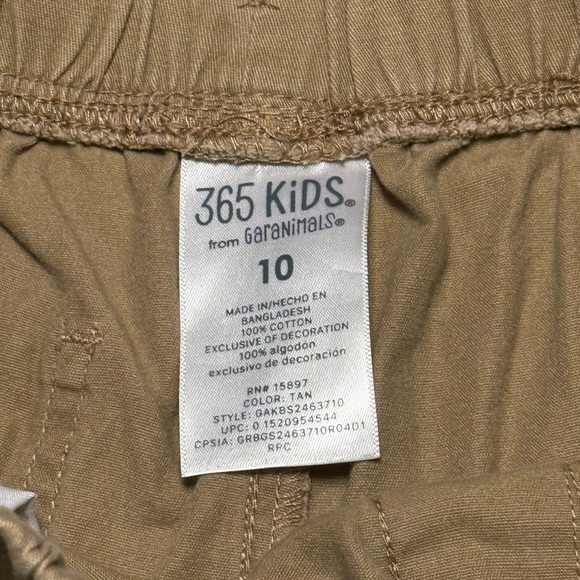 365 KiDS®
from GaRANiMALS®
10
MADE IN/HECHO EN
BANGLADESH
100% COTTON
EXCLUSIVE OF DECORATION
100% algodón
exclusivo de decoración
RN# 15897
COLOR: TAN
STYLE: GAKBS2463710
UPC: 0 1520954544
CPSIA: GRBGS2463710R04D1
RPC